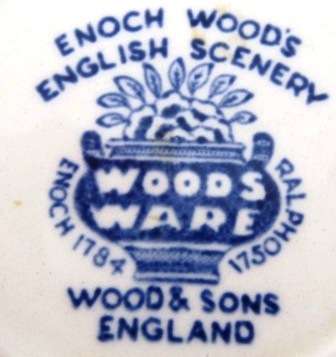 ENOCH WOOD'S
ENGLISH SCENERY
WOODS
WARE
ENOCH 1784
RALPH 1750
WOOD & SONS
ENGLAND